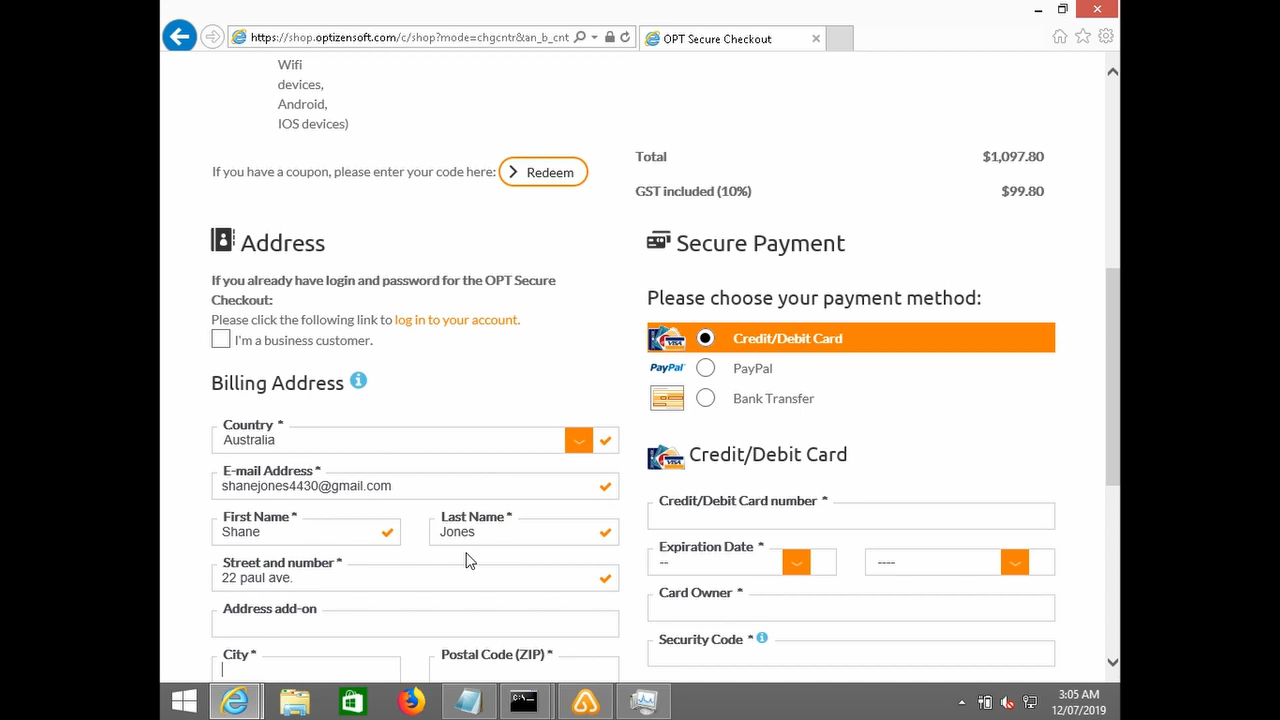 https://shop.optizensoft.com/c/shop?mode=chgcntr&an_b_cnt
OPT Secure Checkout
Wifi
devices,
Android,
IOS devices)
If you have a coupon, please enter your code here:
Redeem
Total
$1,097.80
GST included (10%)
$99.80
Address
If you already have login and password for the OPT Secure
Checkout:
Please click the following link to log in to your account.
I'm a business customer.
Billing Address
Country *
Australia
E-mail Address *
shanejones4430@gmail.com
First Name *
Shane
Last Name *
Jones
Street and number *
22 paul ave.
Address add-on
City *
Postal Code (ZIP) *
Secure Payment
Please choose your payment method:
VISA
Credit/Debit Card
PayPal
PayPal
Bank Transfer
VISA
Credit/Debit Card
Credit/Debit Card number *
Expiration Date *
--
----
Card Owner *
Security Code *
3:05 AM
12/07/2019